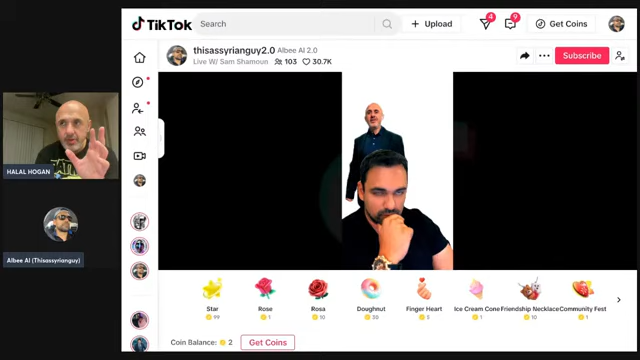 TikTok
Search
Upload
4
9
Get Coins
thisassyrianguy2.0 Albee Al 2.0
Live W/ Sam Shamoun 103 30.7K
Subscribe
HALAL HOGAN
Albee Al (Thisassyrianguy)
Star
99
Rose
1
Rosa
10
Doughnut
30
Finger Heart
5
Ice Cream Cone
1
Friendship Necklace
10
Community Fest
1
Coin Balance: 2
Get Coins